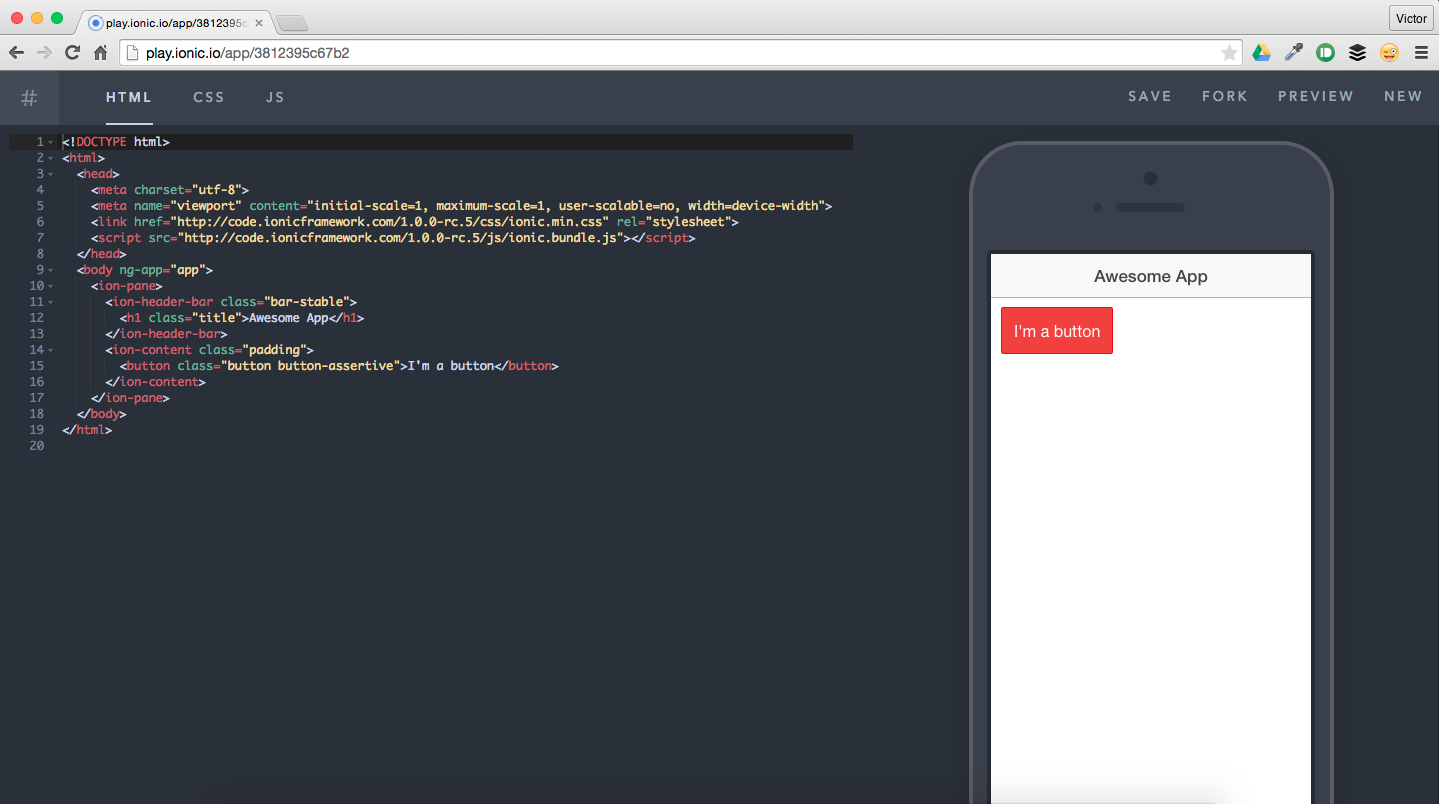 play.ionic.io/app/3812395c
Victor
play.ionic.io/app/3812395c67b2
# HTML CSS JS SAVE FORK PREVIEW NEW
1 <!DOCTYPE html>
2 <html>
3 <head>
4 <meta charset="utf-8">
5 <meta name="viewport" content="initial-scale=1, maximum-scale=1, user-scalable=no, width=device-width">
6 <link href="http://code.ionicframework.com/1.0.0-rc.5/css/ionic.min.css" rel="stylesheet">
7 <script src="http://code.ionicframework.com/1.0.0-rc.5/js/ionic.bundle.js"></script>
8 </head>
9 <body ng-app="app">
10 <ion-pane>
11 <ion-header-bar class="bar-stable">
12 <h1 class="title">Awesome App</h1>
13 </ion-header-bar>
14 <ion-content class="padding">
15 <button class="button button-assertive">I'm a button</button>
16 </ion-content>
17 </ion-pane>
18 </body>
19 </html>
20
Awesome App
I'm a button